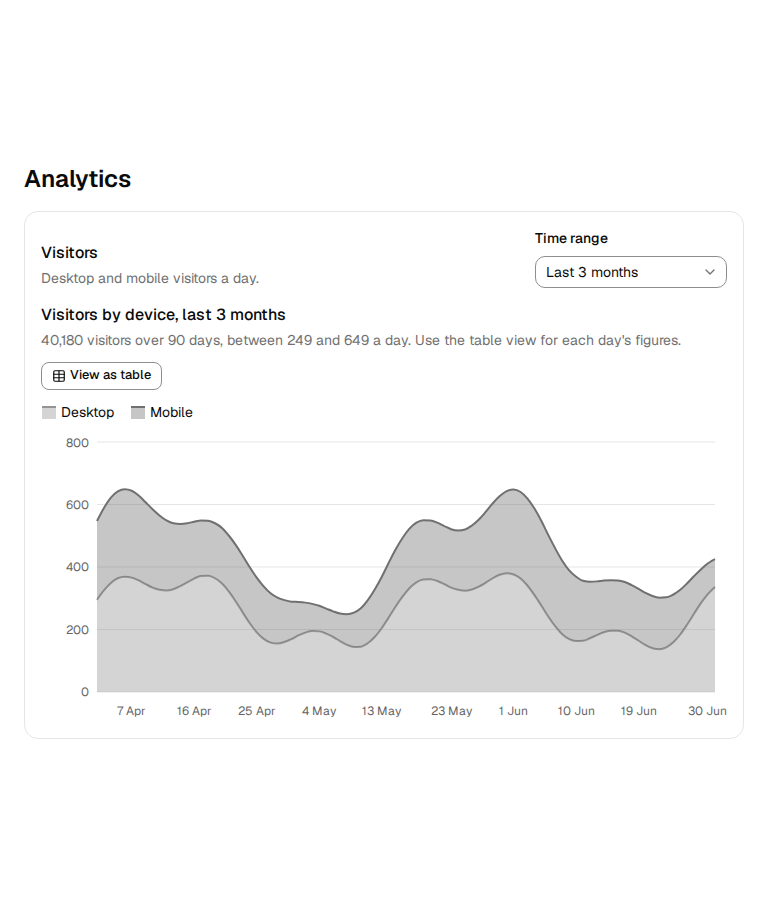 Analytics
Visitors
Desktop and mobile visitors a day.
Time range
Last 3 months
Visitors by device, last 3 months
40,180 visitors over 90 days, between 249 and 649 a day. Use the table view for each day's figures.
View as table
Desktop Mobile
800
600
400
200
0
7 Apr 16 Apr 25 Apr 4 May 13 May 23 May 1 Jun 10 Jun 19 Jun 30 Jun